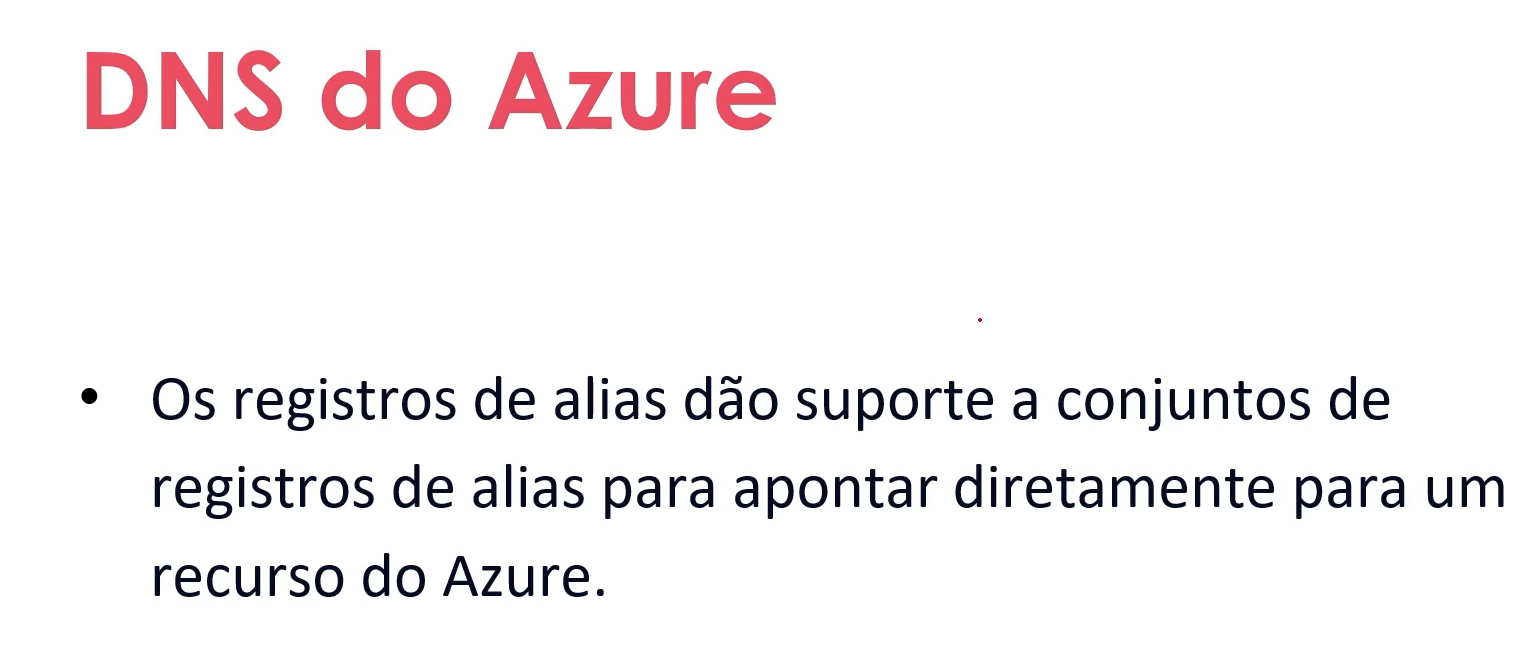 DNS do Azure
• Os registros de alias dão suporte a conjuntos de
registros de alias para apontar diretamente para um
recurso do Azure.